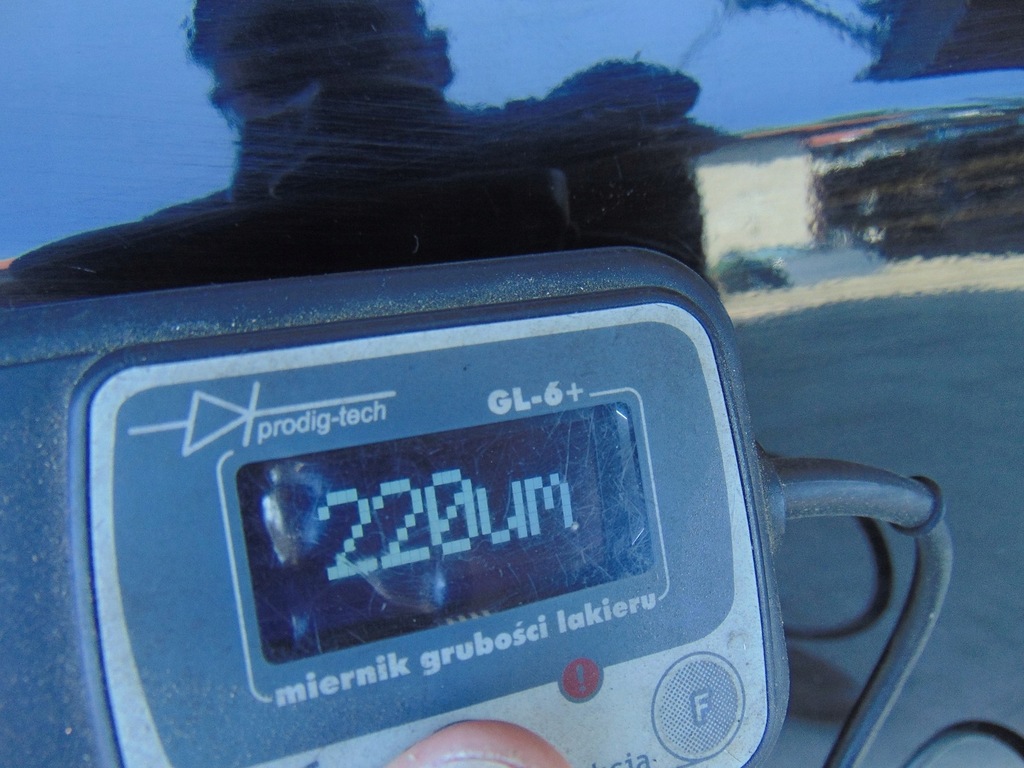 prodig-tech
GL-6+
220um
miernik grubości lakieru
!
F